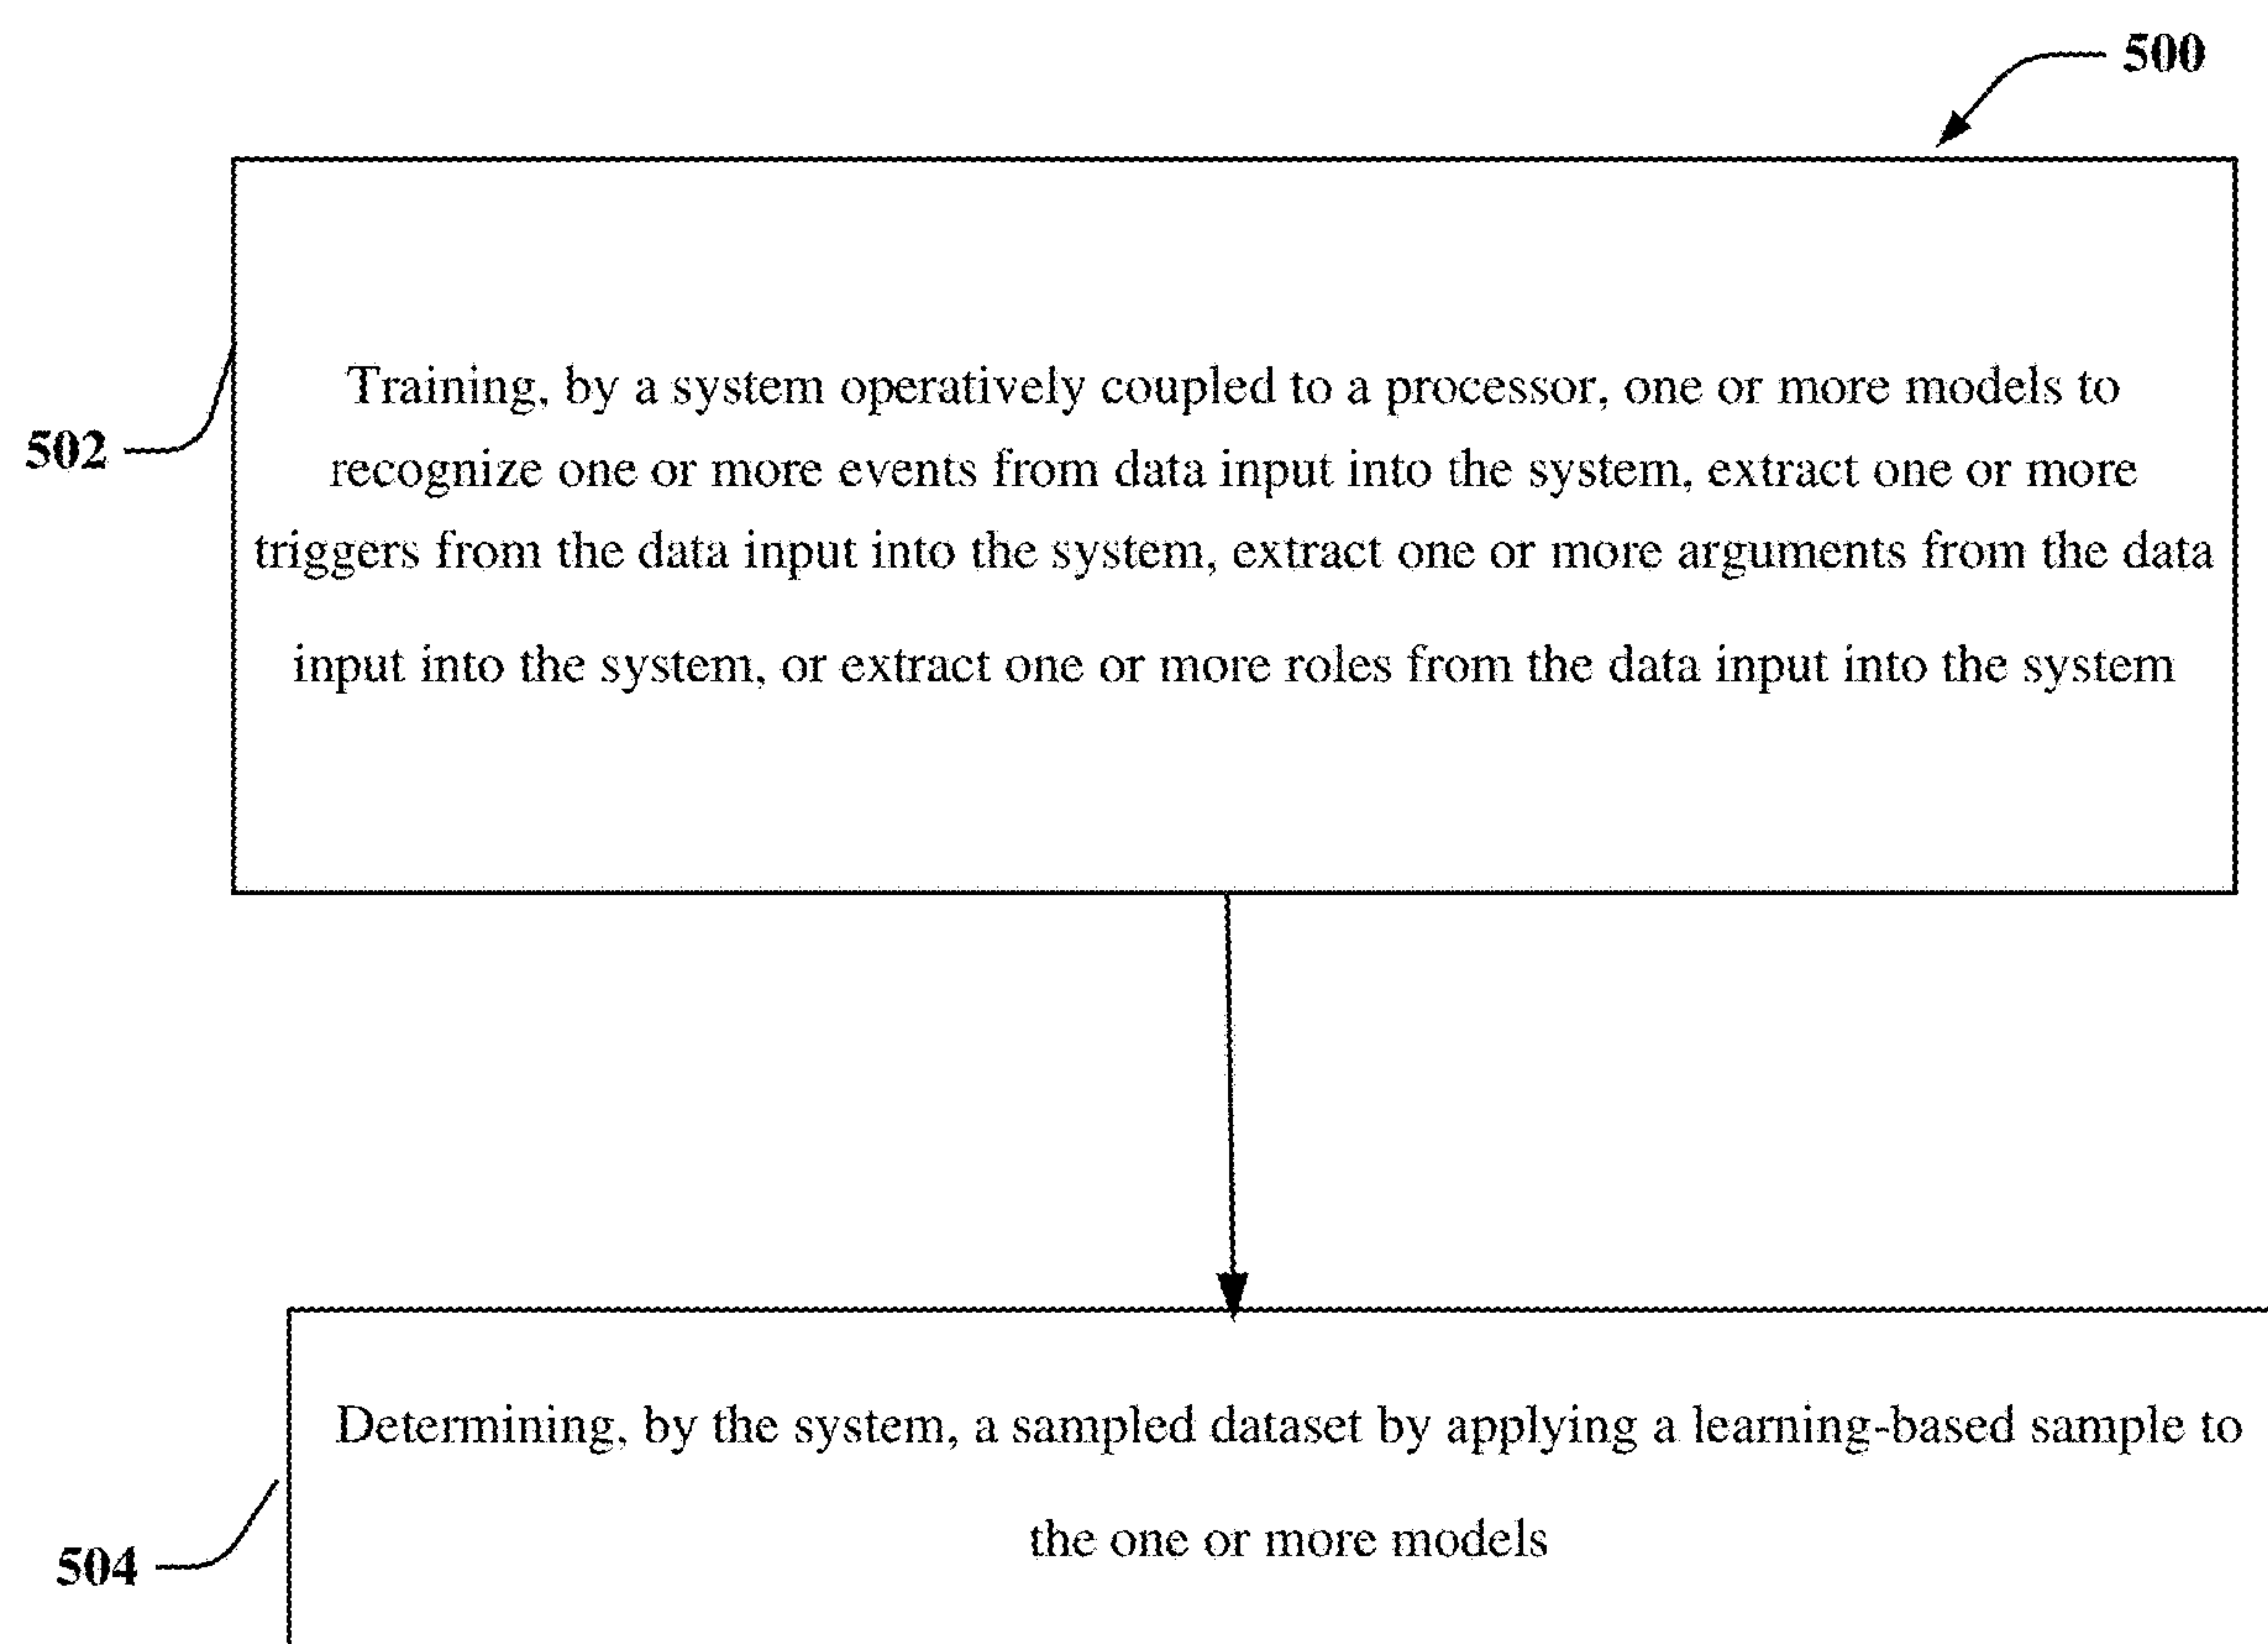 500
502
Training, by a system operatively coupled to a processor, one or more models to
recognize one or more events from data input into the system, extract one or more
triggers from the data input into the system, extract one or more arguments from the data
input into the system, or extract one or more roles from the data input into the system
504
Determining, by the system, a sampled dataset by applying a learning-based sample to
the one or more models